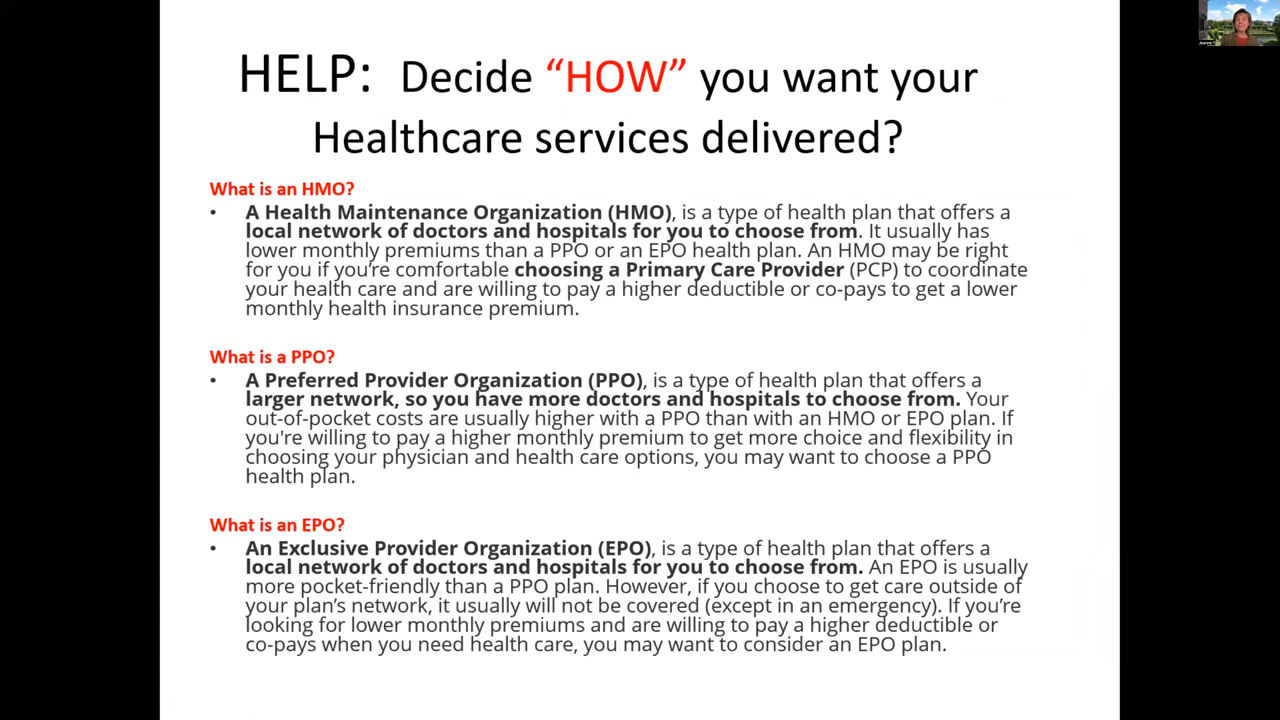 HELP: Decide “HOW” you want your
Healthcare services delivered?
What is an HMO?
• A Health Maintenance Organization (HMO), is a type of health plan that offers a
local network of doctors and hospitals for you to choose from. It usually has
lower monthly premiums than a PPO or an EPO health plan. An HMO may be right
for you if you’re comfortable choosing a Primary Care Provider (PCP) to coordinate
your health care and are willing to pay a higher deductible or co-pays to get a lower
monthly health insurance premium.
What is a PPO?
• A Preferred Provider Organization (PPO), is a type of health plan that offers a
larger network, so you have more doctors and hospitals to choose from. Your
out-of-pocket costs are usually higher with a PPO than with an HMO or EPO plan. If
you're willing to pay a higher monthly premium to get more choice and flexibility in
choosing your physician and health care options, you may want to choose a PPO
health plan.
What is an EPO?
• An Exclusive Provider Organization (EPO), is a type of health plan that offers a
local network of doctors and hospitals for you to choose from. An EPO is usually
more pocket-friendly than a PPO plan. However, if you choose to get care outside of
your plan’s network, it usually will not be covered (except in an emergency). If you’re
looking for lower monthly premiums and are willing to pay a higher deductible or
co-pays when you need health care, you may want to consider an EPO plan.